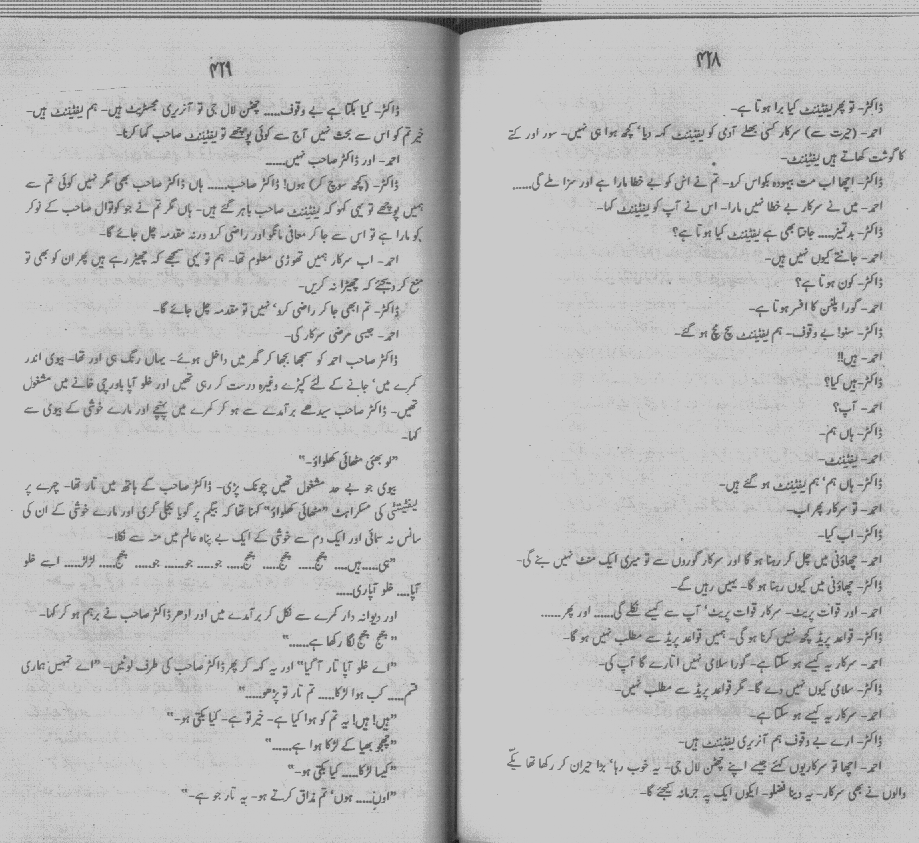 ۴۲۸
ڈاکٹر۔ تو پھر لیفٹیننٹ کیا برا ہوتا ہے۔
احمد۔ (حیرت سے) سرکار کسی بھلے آدمی کو لیفٹیننٹ کہہ دیا، کچھ ہوا ہی نہیں۔ سور اور کتے
کا گوشت کھاتے ہیں لیفٹیننٹ۔
ڈاکٹر۔ اچھا اب مت بیہودہ بکواس کرو۔ تم نے اس کو بے خطا مارا ہے اور سزا ملے گی......
احمد۔ میں نے سرکار بے خطا نہیں مارا۔ اس نے آپ کو لیفٹیننٹ کہا۔
ڈاکٹر۔ بدتمیز..... جانتا بھی ہے لیفٹیننٹ کیا ہوتا ہے؟
احمد۔ جانتے کیوں نہیں ہیں۔
ڈاکٹر۔ کون ہوتا ہے؟
احمد۔ گورا پلٹن کا افسر ہوتا ہے۔
ڈاکٹر۔ سنو! بے وقوف۔ ہم لیفٹیننٹ سچ مچ ہو گئے۔
احمد۔ ہیں!!
ڈاکٹر۔ ہیں کیا؟
احمد۔ آپ؟
ڈاکٹر۔ ہاں ہم۔
احمد۔ لیفٹیننٹ۔
ڈاکٹر۔ ہاں ہم، ہم لیفٹیننٹ ہو گئے ہیں۔
احمد۔ تو سرکار پھر اب۔
ڈاکٹر۔ اب کیا۔
احمد۔ چھاؤنی میں چل کر رہنا ہو گا اور سرکار گوروں سے تو میری ایک منٹ نہیں بنے گی۔
ڈاکٹر۔ چھاؤنی میں کیوں رہنا ہو گا۔ یہیں رہیں گے۔
احمد۔ اور قوانت پریٹ۔ سرکار قوات پریٹ، آپ سے کیسے نکلے گی...... اور پھر......
ڈاکٹر۔ قواعد پریڈ کچھ نہیں کرنا ہو گی۔ ہمیں قواعد پریڈ سے مطلب نہیں ہو گا۔
احمد۔ سرکار یہ کیسے ہو سکتا ہے۔ گورا سلامی نہیں اتارے گا آپ کی۔
ڈاکٹر۔ سلامی کیوں نہیں دے گا۔ مگر قواعد پریڈ سے مطلب نہیں۔
احمد۔ سرکار یہ کیسے ہو سکتا ہے۔
ڈاکٹر۔ ارے بے وقوف ہم آنریری لیفٹیننٹ ہیں۔
احمد۔ اچھا تو سرکار یوں کہئے جیسے اپنے چھٹن لال جی۔ یہ خوب رہا، بڑا حیران کر رکھا تھا یکے
والوں نے بھی سرکار۔ یہ دینا فضلو۔ ایکوں ایک پہ جرمانہ کیجئے گا۔
۴۲۹
ڈاکٹر۔ کیا بکتا ہے بے وقوف..... چھٹن لال جی تو آنریری مجسٹریٹ ہیں۔ ہم لیفٹیننٹ ہیں۔
خیر تم کو اس سے بحث نہیں آج سے کوئی پوچھے تو لیفٹیننٹ صاحب کہا کرنا۔
احمد۔ اور ڈاکٹر صاحب نہیں......
ڈاکٹر۔ (کچھ سوچ کر) ہوں! ڈاکٹر صاحب...... ہاں ڈاکٹر صاحب بھی مگر نہیں کوئی تم سے
ہمیں پوچھے تو یہی کہو کہ لیفٹیننٹ صاحب باہر گئے ہیں۔ ہاں مگر تم نے جو کوتوال صاحب کے نوکر
کو مارا ہے تو اس سے جا کر معافی مانگو اور راضی کرو ورنہ مقدمہ چل جائے گا۔
احمد۔ اب سرکار ہمیں تھوڑی معلوم تھا۔ ہم تو یہی سمجھے کہ چھیڑ رہے ہیں پھر ان کو بھی تو
منع کر دیجئے کہ چھیڑا نہ کریں۔
ڈاکٹر۔ تم ابھی جا کر راضی کرو، نہیں تو مقدمہ چل جائے گا۔
احمد۔ جیسی مرضی سرکار کی۔
ڈاکٹر صاحب احمد کو سمجھا بجھا کر گھر میں داخل ہوئے۔ یہاں رنگ ہی اور تھا۔ بیوی اندر
کمرے میں، جانے کے لئے کپڑے وغیرہ درست کر رہی تھیں اور خلو آپا باورچی خانے میں مشغول
تھیں۔ ڈاکٹر صاحب سیدھے برآمدے سے ہو کر کمرے میں پہنچے اور مارے خوشی کے بیوی سے
کہا۔
"لو بھئی مٹھائی کھلواؤ۔"
بیوی جو بے حد مشغول تھیں چونک پڑی۔ ڈاکٹر صاحب کے ہاتھ میں تار تھا۔ چہرے پر
لیفٹیننٹی کی مسکراہٹ "مٹھائی کھلواؤ" کہنا تھا کہ بیگم پر گویا بجلی گری اور مارے خوشی کے ان کی
سانس نہ سمائی اور ایک دم سے خوشی کے ایک بے پناہ عالم میں منہ سے نکلا۔
"ہی.....ہیں.... چچ..... چچ.... چچ.... جو.... جو..... جو.... چچ.... لڑلڑ..... اسے خلو
آپا.... خلو آپاری.....
اور دیوانہ وار کمرے سے نکل کر برآمدے میں اور ادھر ڈاکٹر صاحب نے برہم ہو کر کہا۔
"چچ چچ لگا رکھا ہے......"
"اے خلو آپا تار آ گیا" اور یہ کہہ کر پھر ڈاکٹر صاحب کی طرف لوٹیں۔ "اے تمہیں ہماری
قسم..... کب ہوا لڑکا..... تم تار تو پڑھو....."
"ہیں! ہیں! یہ تم کو ہوا کیا ہے۔ خیر تو ہے۔ کیا بکتی ہو۔"
"چھجو بھیا کے لڑکا ہوا ہے......"
"کیسا لڑکا..... کیا بکتی ہو۔"
"اوں..... ہوں، تم مذاق کرتے ہو۔ یہ تار جو ہے۔"